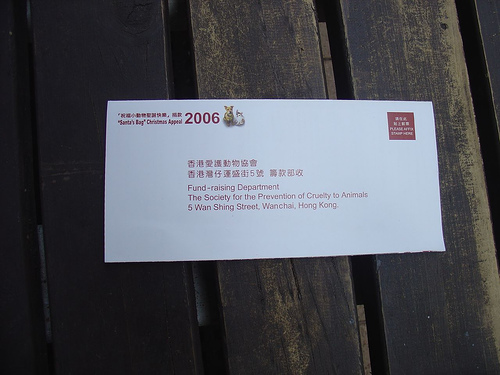 「祝福小動物聖誕快樂」捐款
"Santa's Bag" Christmas Appeal 2006
請在此
貼上郵票
PLEASE AFFIX
STAMP HERE
香港愛護動物協會
香港灣仔運盛街5號 籌款部收
Fund-raising Department
The Society for the Prevention of Cruelty to Animals
5 Wan Shing Street, Wanchai, Hong Kong.